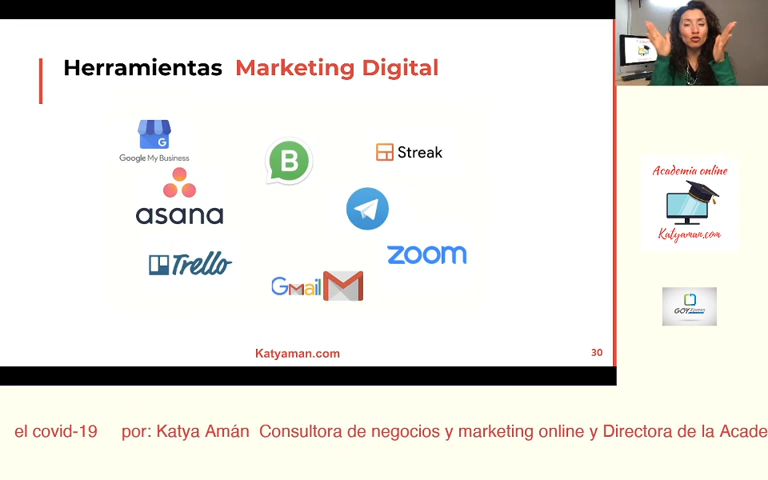 Herramientas Marketing Digital
Google My Business
B
Streak
asana
Trello
zoom
Gmail
Katyaman.com
30
Academia online
Katyaman.com
el covid-19 por: Katya Amán Consultora de negocios y marketing online y Directora de la Acade